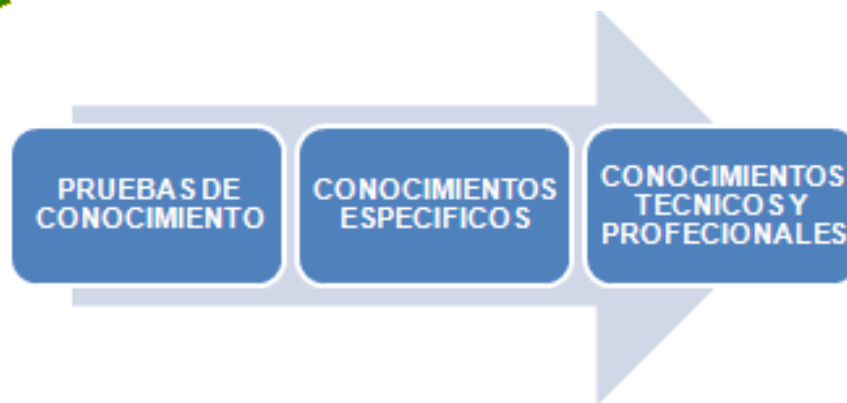 PRUEBAS DE
CONOCIMIENTO
CONOCIMIENTOS
ESPECIFICOS
CONOCIMIENTOS
TECNICOS Y
PROFECIONALES